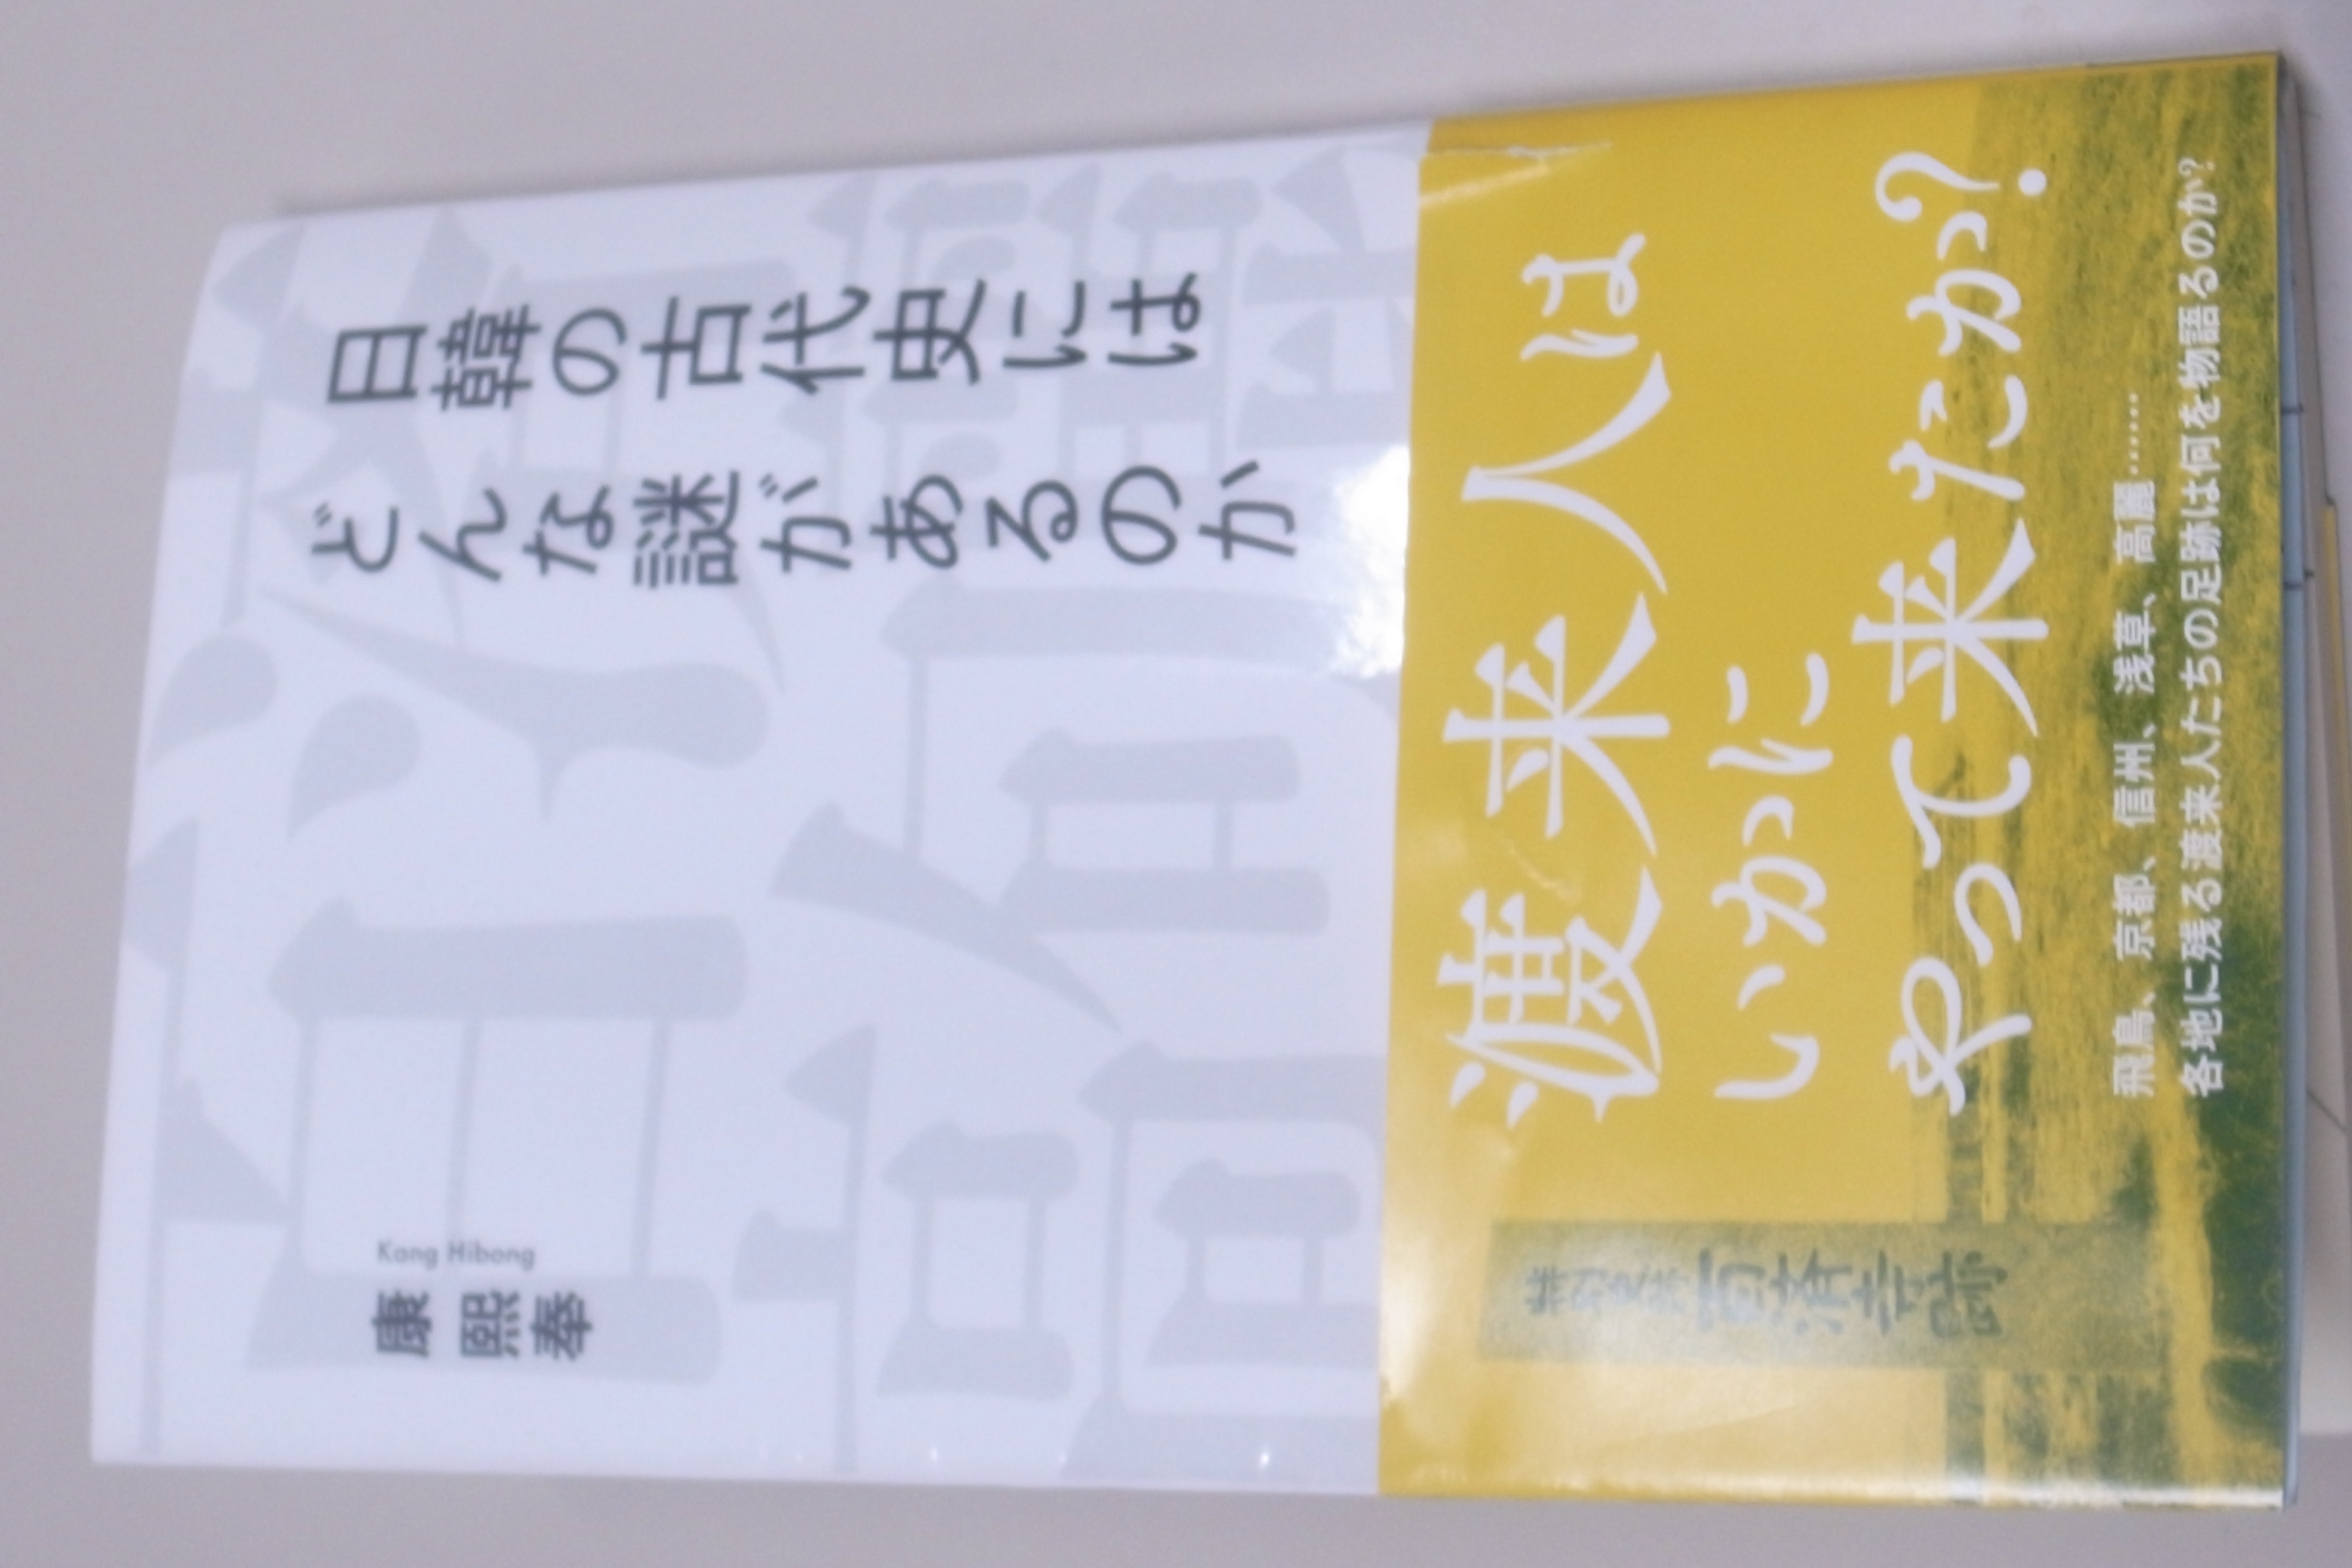 日韓の古代史には
どんな謎があるのか
Kang Hibong
康熙奉
渡来人は
いかに
やって来たか?
飛鳥、京都、信州、浅草、高麗……
各地に残る渡来人たちの足跡は何を物語るのか?